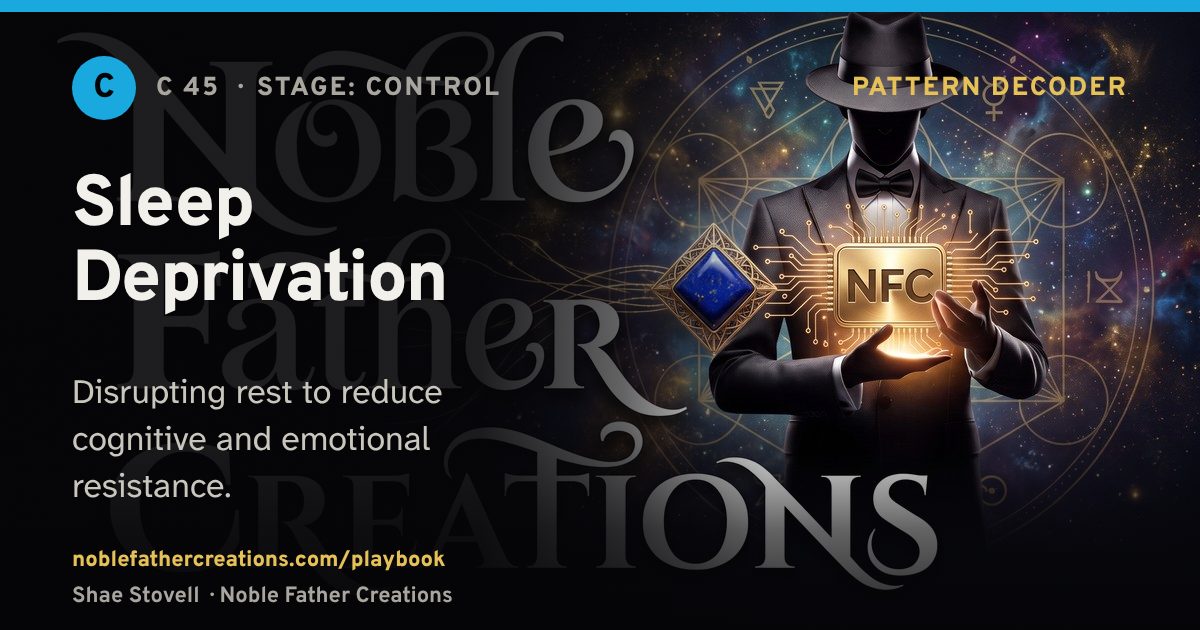 C
C 45 · STAGE: CONTROL
PATTERN DECODER
Noble
Father
Creations
Sleep
Deprivation
NFC
Disrupting rest to reduce
cognitive and emotional
resistance.
noblefathercreations.com/playbook
Shae Stovell · Noble Father Creations